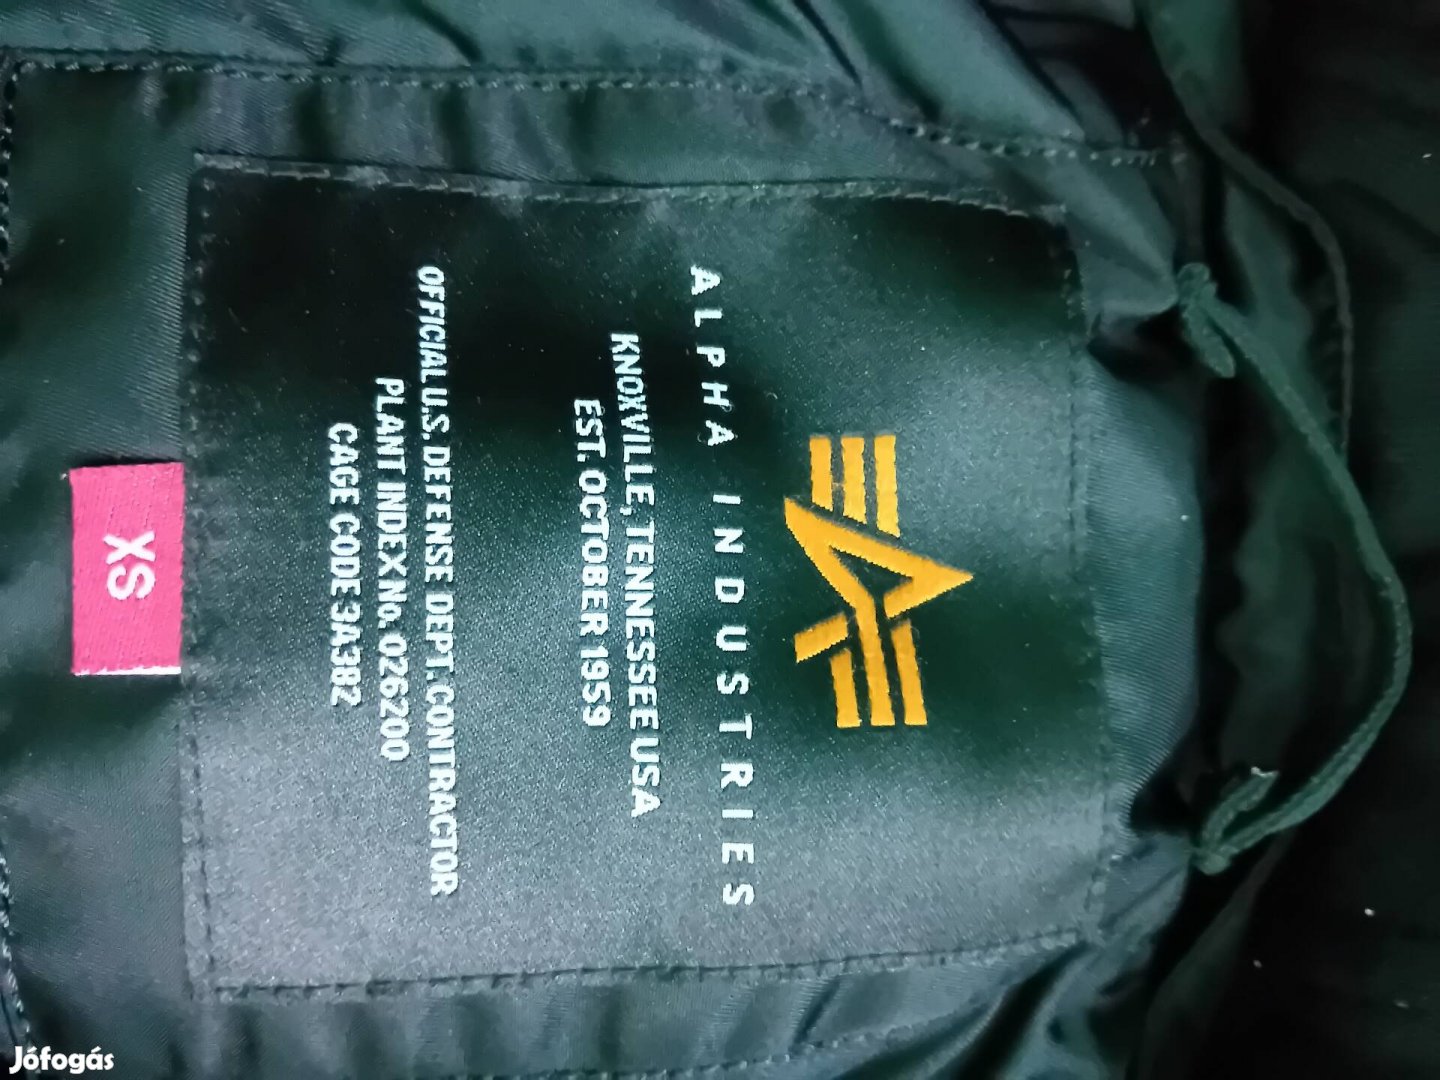 ALPHA INDUSTRIES
KNOXVILLE, TENNESSEE USA
EST. OCTOBER 1959
OFFICIAL U.S. DEFENSE DEPT. CONTRACTOR
PLANT INDEX No. 026200
CAGE CODE 3A382
XS
Jófogás